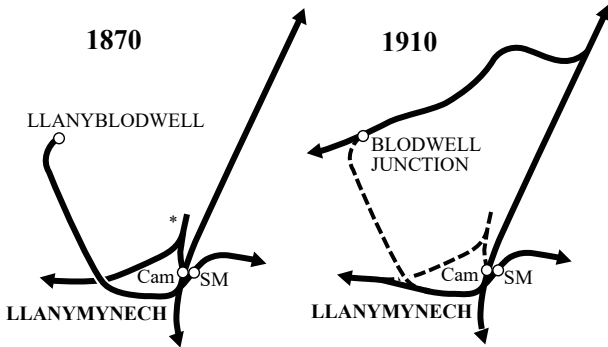 1870
LLANYBLODWELL
*
Cam
SM
LLANYMYNECH
1910
BLODWELL
JUNCTION
Cam
SM
LLANYMYNECH